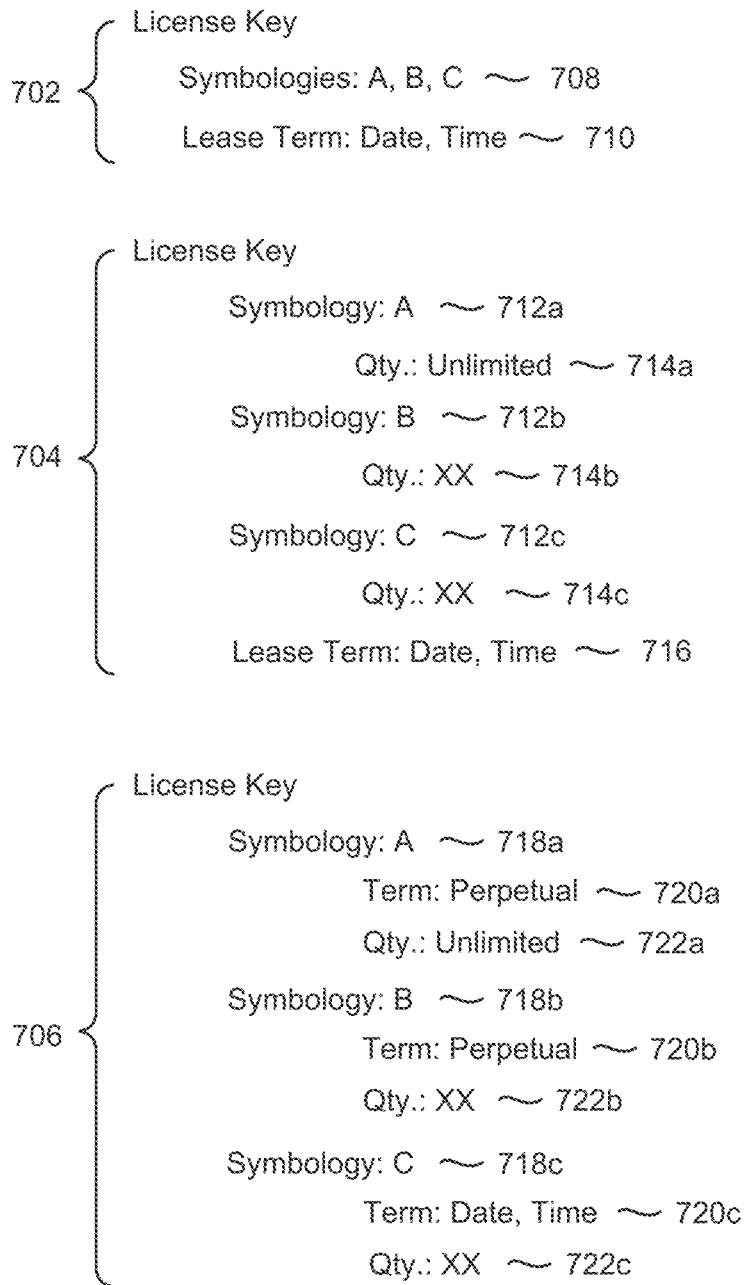 License Key
702
Symbologies: A, B, C 708
Lease Term: Date, Time 710
License Key
Symbology: A 712a
Qty.: Unlimited 714a
Symbology: B 712b
704
Qty.: XX 714b
Symbology: C 712c
Qty.: XX 714c
Lease Term: Date, Time 716
License Key
Symbology: A 718a
Term: Perpetual 720a
Qty.: Unlimited 722a
Symbology: B 718b
706
Term: Perpetual 720b
Qty.: XX 722b
Symbology: C 718c
Term: Date, Time 720c
Qty.: XX 722c